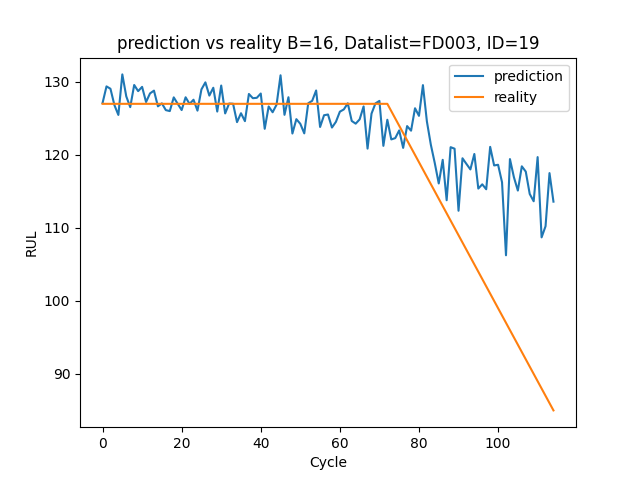 prediction vs reality B=16, Datalist=FD003, ID=19
prediction
reality
RUL
130
120
110
100
90
0 20 40 60 80 100
Cycle